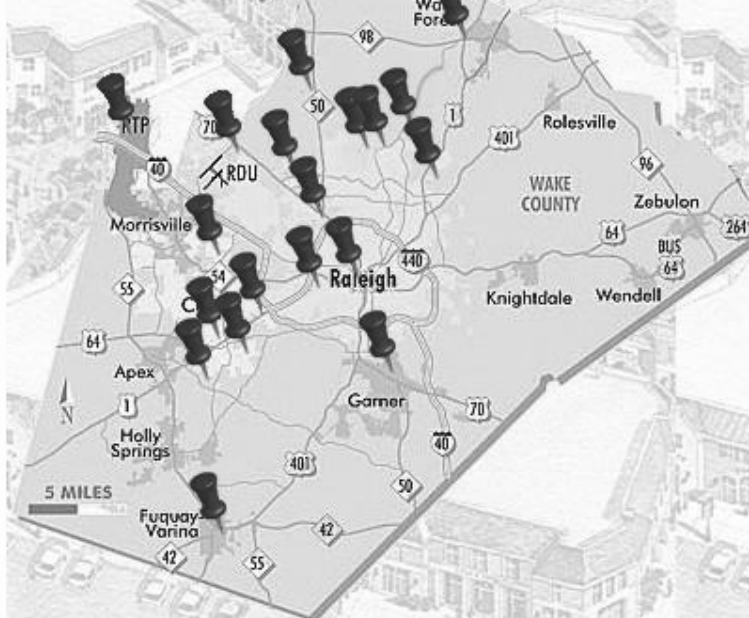 Wa
Fore
98
50
RTP
70
1
Rolesville
401
40
RDU
96
WAKE
COUNTY
Zebulon
Morrisville
64
264
440
BUS
64
54
Raleigh
55
Knightdale
Wendell
C
64
Apex
1
Garner
70
N
Holly
Springs
40
401
5 MILES
50
Fuquay-
Varina
42
42
55